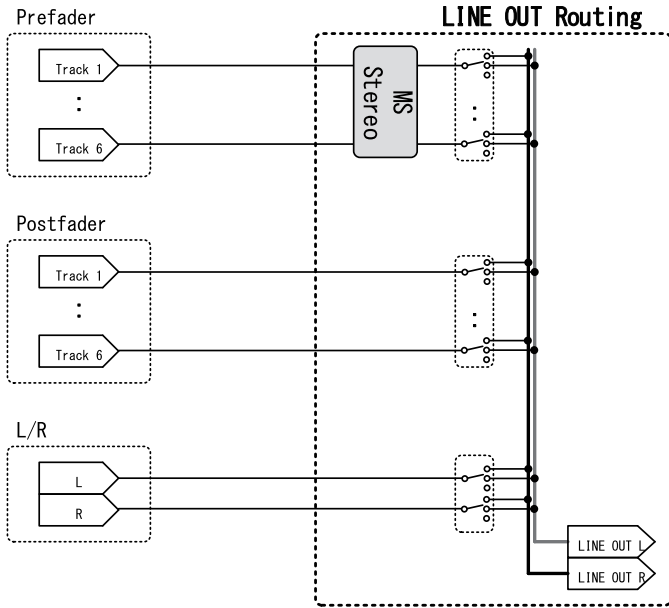 Prefader
LINE OUT Routing
Track 1
:
Track 6
MS
Stereo
:
Postfader
Track 1
:
Track 6
:
L/R
L
R
LINE OUT L
LINE OUT R